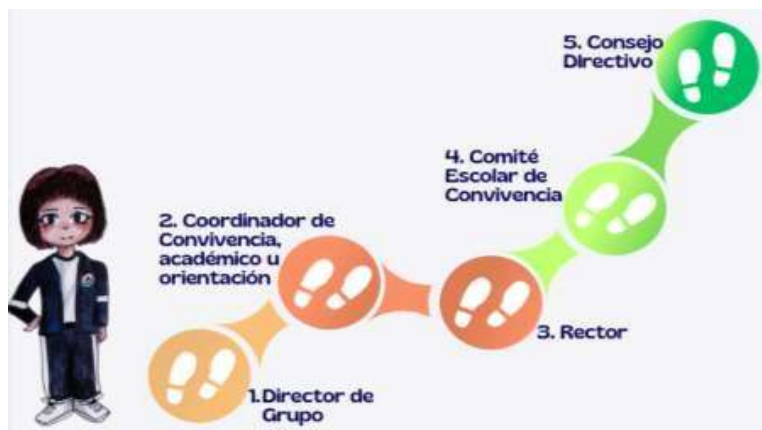 5. Consejo
Directivo
4. Comité
Escolar de
Convivencia
2. Coordinador de
Convivencia,
académico u
orientación
3. Rector
1.Director de
Grupo